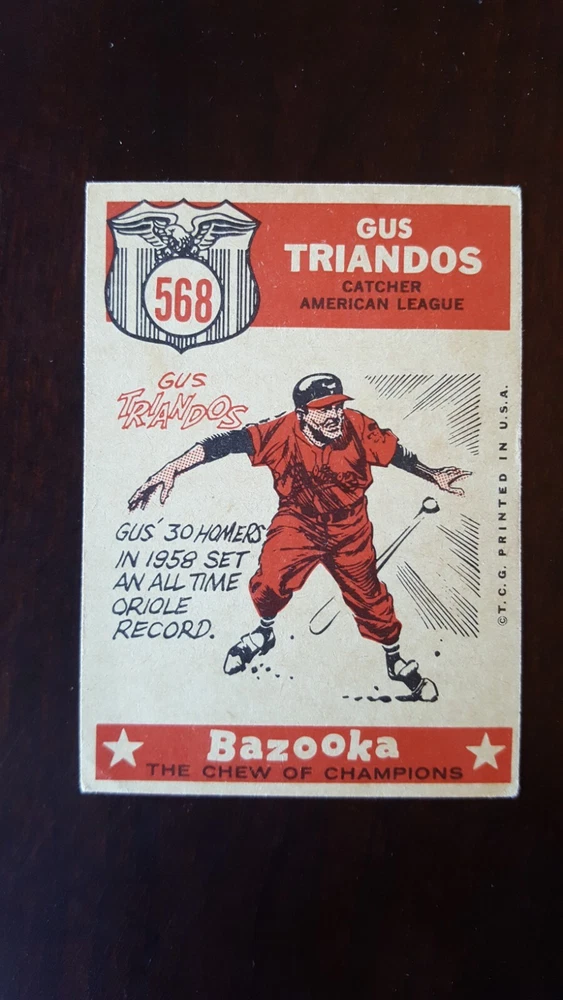 568
GUS
TRIANDOS
CATCHER
AMERICAN LEAGUE
GUS
TRIANDOS
GUS' 30 HOMERS
IN 1958 SET
AN ALL TIME
ORIOLE
RECORD.
©T.C.G. PRINTED IN U.S.A.
Bazooka
THE CHEW OF CHAMPIONS